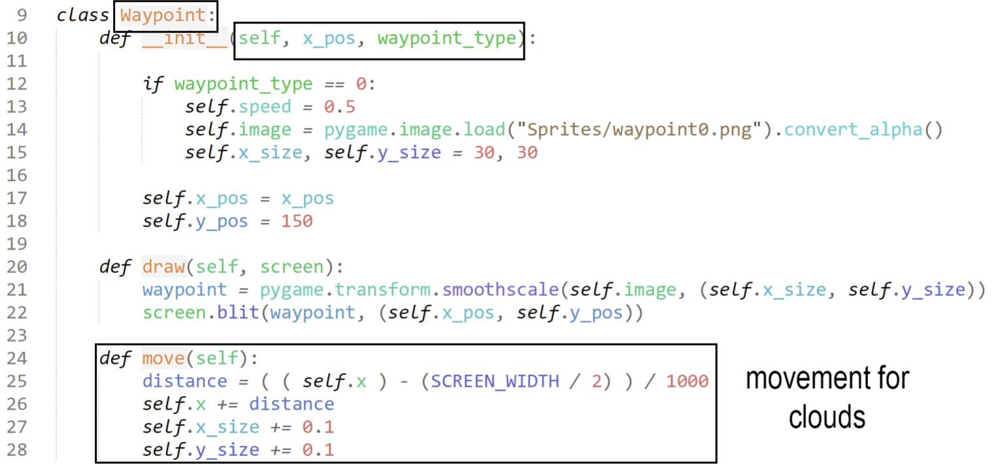 9 class Waypoint:
10 def __init__(self, x_pos, waypoint_type):
11
12 if waypoint_type == 0:
13 self.speed = 0.5
14 self.image = pygame.image.load("Sprites/waypoint0.png").convert_alpha()
15 self.x_size, self.y_size = 30, 30
16
17 self.x_pos = x_pos
18 self.y_pos = 150
19
20 def draw(self, screen):
21 waypoint = pygame.transform.smoothscale(self.image, (self.x_size, self.y_size))
22 screen.blit(waypoint, (self.x_pos, self.y_pos))
23
24 def move(self):
25 distance = ( ( self.x ) - (SCREEN_WIDTH / 2) ) / 1000
26 self.x += distance
27 self.x_size += 0.1
28 self.y_size += 0.1
movement for
clouds